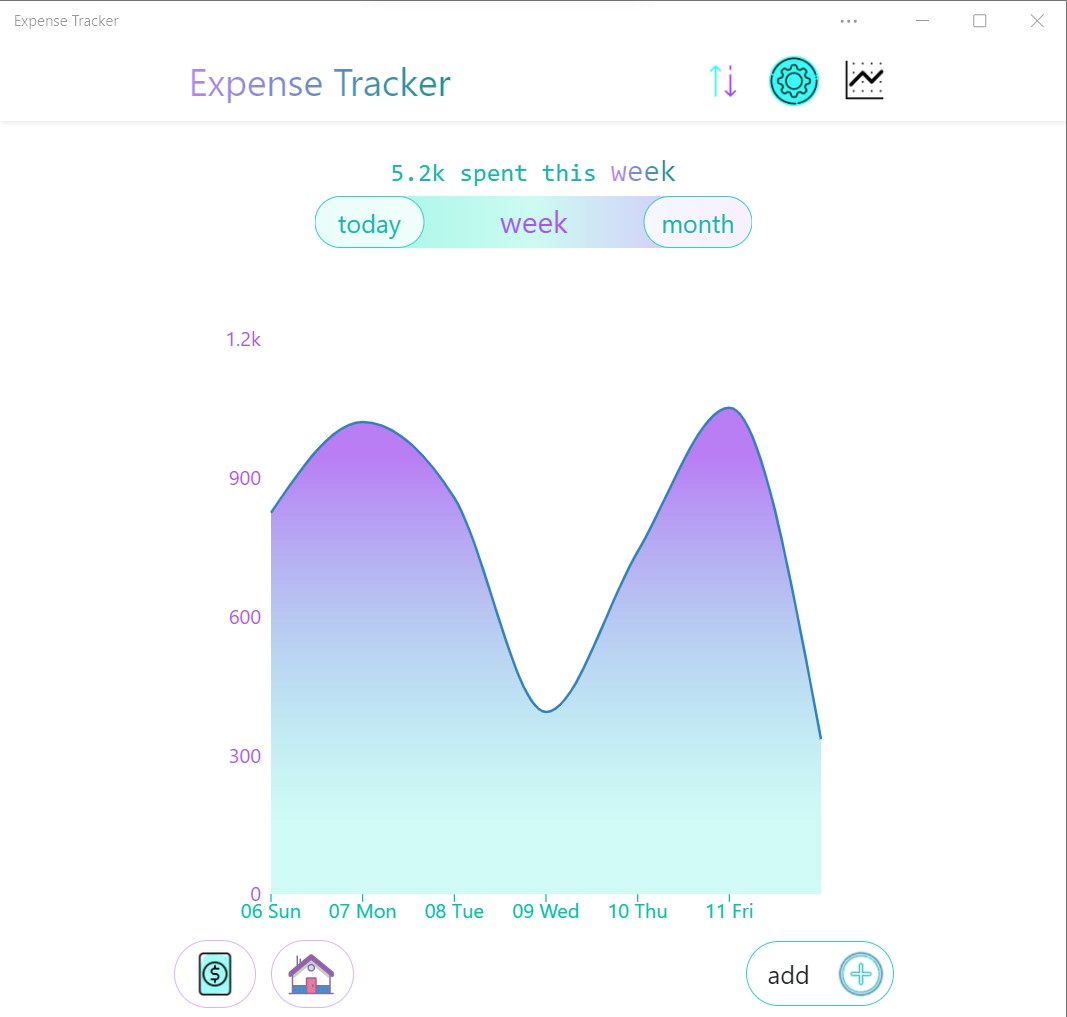 Expense Tracker
Expense Tracker
5.2k spent this week
today week month
1.2k
900
600
300
0
06 Sun 07 Mon 08 Tue 09 Wed 10 Thu 11 Fri
$
add